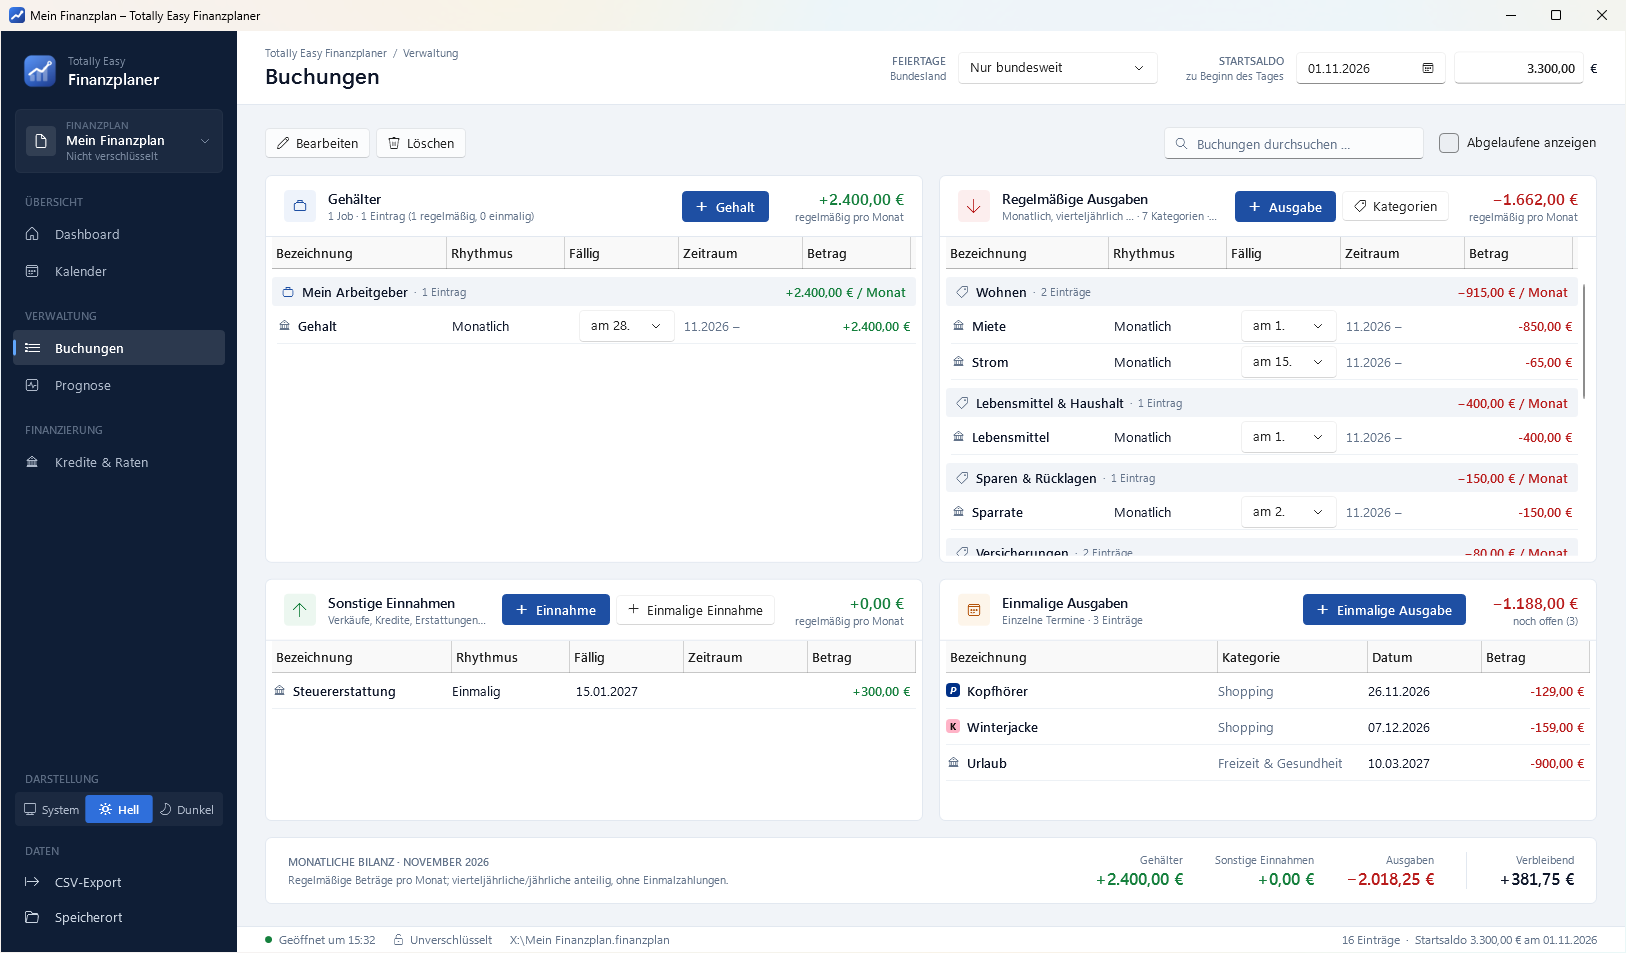 Mein Finanzplan – Totally Easy Finanzplaner
Totally Easy
Finanzplaner
FINANZPLAN
Mein Finanzplan
Nicht verschlüsselt
ÜBERSICHT
Dashboard
Kalender
VERWALTUNG
Buchungen
Prognose
FINANZIERUNG
Kredite & Raten
DARSTELLUNG
System Hell Dunkel
DATEN
CSV-Export
Speicherort
Totally Easy Finanzplaner / Verwaltung
Buchungen
FEIERTAGE
Bundesland
Nur bundesweit
STARTSALDO
zu Beginn des Tages
01.11.2026
3.300,00 €
Bearbeiten Löschen
Buchungen durchsuchen ...
Abgelaufene anzeigen
Gehälter
1 Job · 1 Eintrag (1 regelmäßig, 0 einmalig)
+ Gehalt
+2.400,00 €
regelmäßig pro Monat
Bezeichnung Rhythmus Fällig Zeitraum Betrag
Mein Arbeitgeber · 1 Eintrag +2.400,00 € / Monat
Gehalt Monatlich am 28. 11.2026 – +2.400,00 €
Regelmäßige Ausgaben
Monatlich, vierteljährlich ... · 7 Kategorien ·...
+ Ausgabe
Kategorien
−1.662,00 €
regelmäßig pro Monat
Bezeichnung Rhythmus Fällig Zeitraum Betrag
Wohnen · 2 Einträge −915,00 € / Monat
Miete Monatlich am 1. 11.2026 – -850,00 €
Strom Monatlich am 15. 11.2026 – -65,00 €
Lebensmittel & Haushalt · 1 Eintrag −400,00 € / Monat
Lebensmittel Monatlich am 1. 11.2026 – -400,00 €
Sparen & Rücklagen · 1 Eintrag −150,00 € / Monat
Sparrate Monatlich am 2. 11.2026 – -150,00 €
Versicherungen · 2 Einträge −80,00 € / Monat
Sonstige Einnahmen
Verkäufe, Kredite, Erstattungen...
+ Einnahme
+ Einmalige Einnahme
+0,00 €
regelmäßig pro Monat
Bezeichnung Rhythmus Fällig Zeitraum Betrag
Steuererstattung Einmalig 15.01.2027 +300,00 €
Einmalige Ausgaben
Einzelne Termine · 3 Einträge
+ Einmalige Ausgabe
−1.188,00 €
noch offen (3)
Bezeichnung Kategorie Datum Betrag
P Kopfhörer Shopping 26.11.2026 -129,00 €
K Winterjacke Shopping 07.12.2026 -159,00 €
Urlaub Freizeit & Gesundheit 10.03.2027 -900,00 €
MONATLICHE BILANZ · NOVEMBER 2026
Regelmäßige Beträge pro Monat; vierteljährliche/jährliche anteilig, ohne Einmalzahlungen.
Gehälter Sonstige Einnahmen Ausgaben Verbleibend
+2.400,00 € +0,00 € −2.018,25 € +381,75 €
Geöffnet um 15:32 Unverschlüsselt X:\Mein Finanzplan.finanzplan
16 Einträge · Startsaldo 3.300,00 € am 01.11.2026